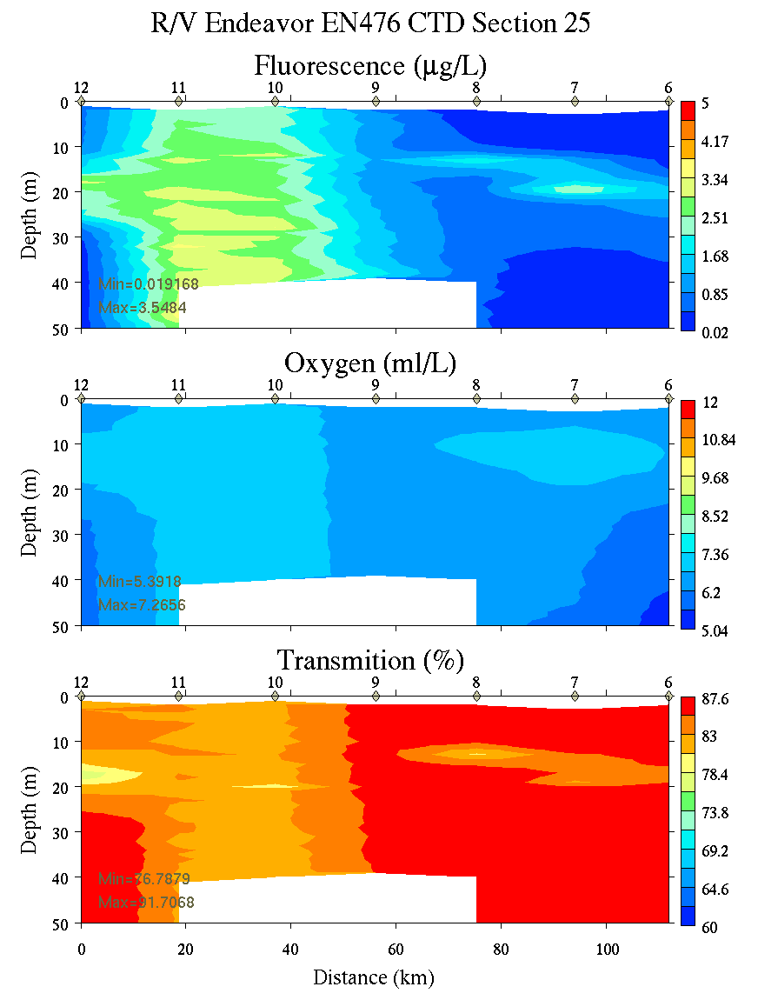 R/V Endeavor EN476 CTD Section 25
Fluorescence (μg/L)
12 11 10 9 8 7 6
0
10
20
30
40
50
Depth (m)
Min=0.019168
Max=3.5484
5
4.17
3.34
2.51
1.68
0.85
0.02
Oxygen (ml/L)
12 11 10 9 8 7 6
0
10
20
30
40
50
Depth (m)
Min=5.3918
Max=7.2656
12
10.84
9.68
8.52
7.36
6.2
5.04
Transmition (%)
12 11 10 9 8 7 6
0
10
20
30
40
50
Depth (m)
Min=76.7879
Max=91.7068
87.6
83
78.4
73.8
69.2
64.6
60
0 20 40 60 80 100
Distance (km)